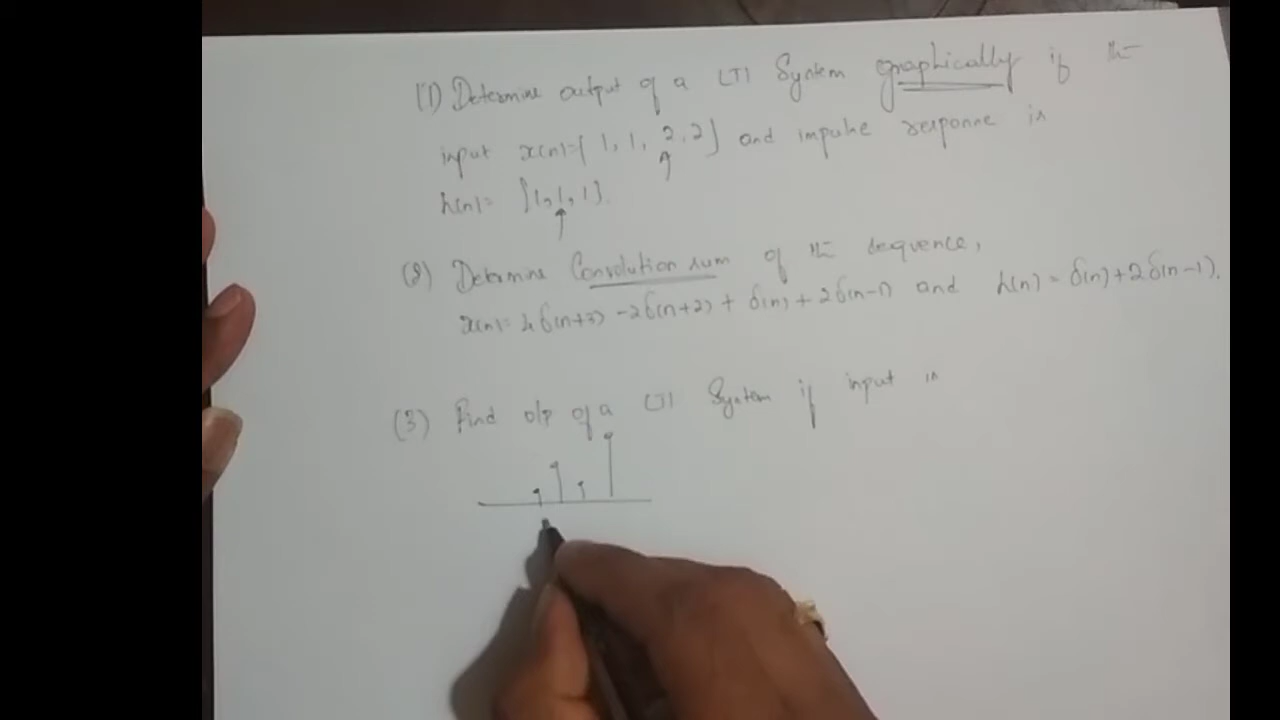 (1) Determine output of a LTI System graphically if the
input x(n)={ 1, 1, 2, 2} and impulse response is
h(n)= {1, 1, 1}.
(2) Determine Convolution sum of the sequence,
x(n)= 4δ(n+3) -2δ(n+2) + δ(n) + 2δ(n-1) and h(n) = δ(n)+2δ(n-1).
(3) Find o/p of a LTI System if input is